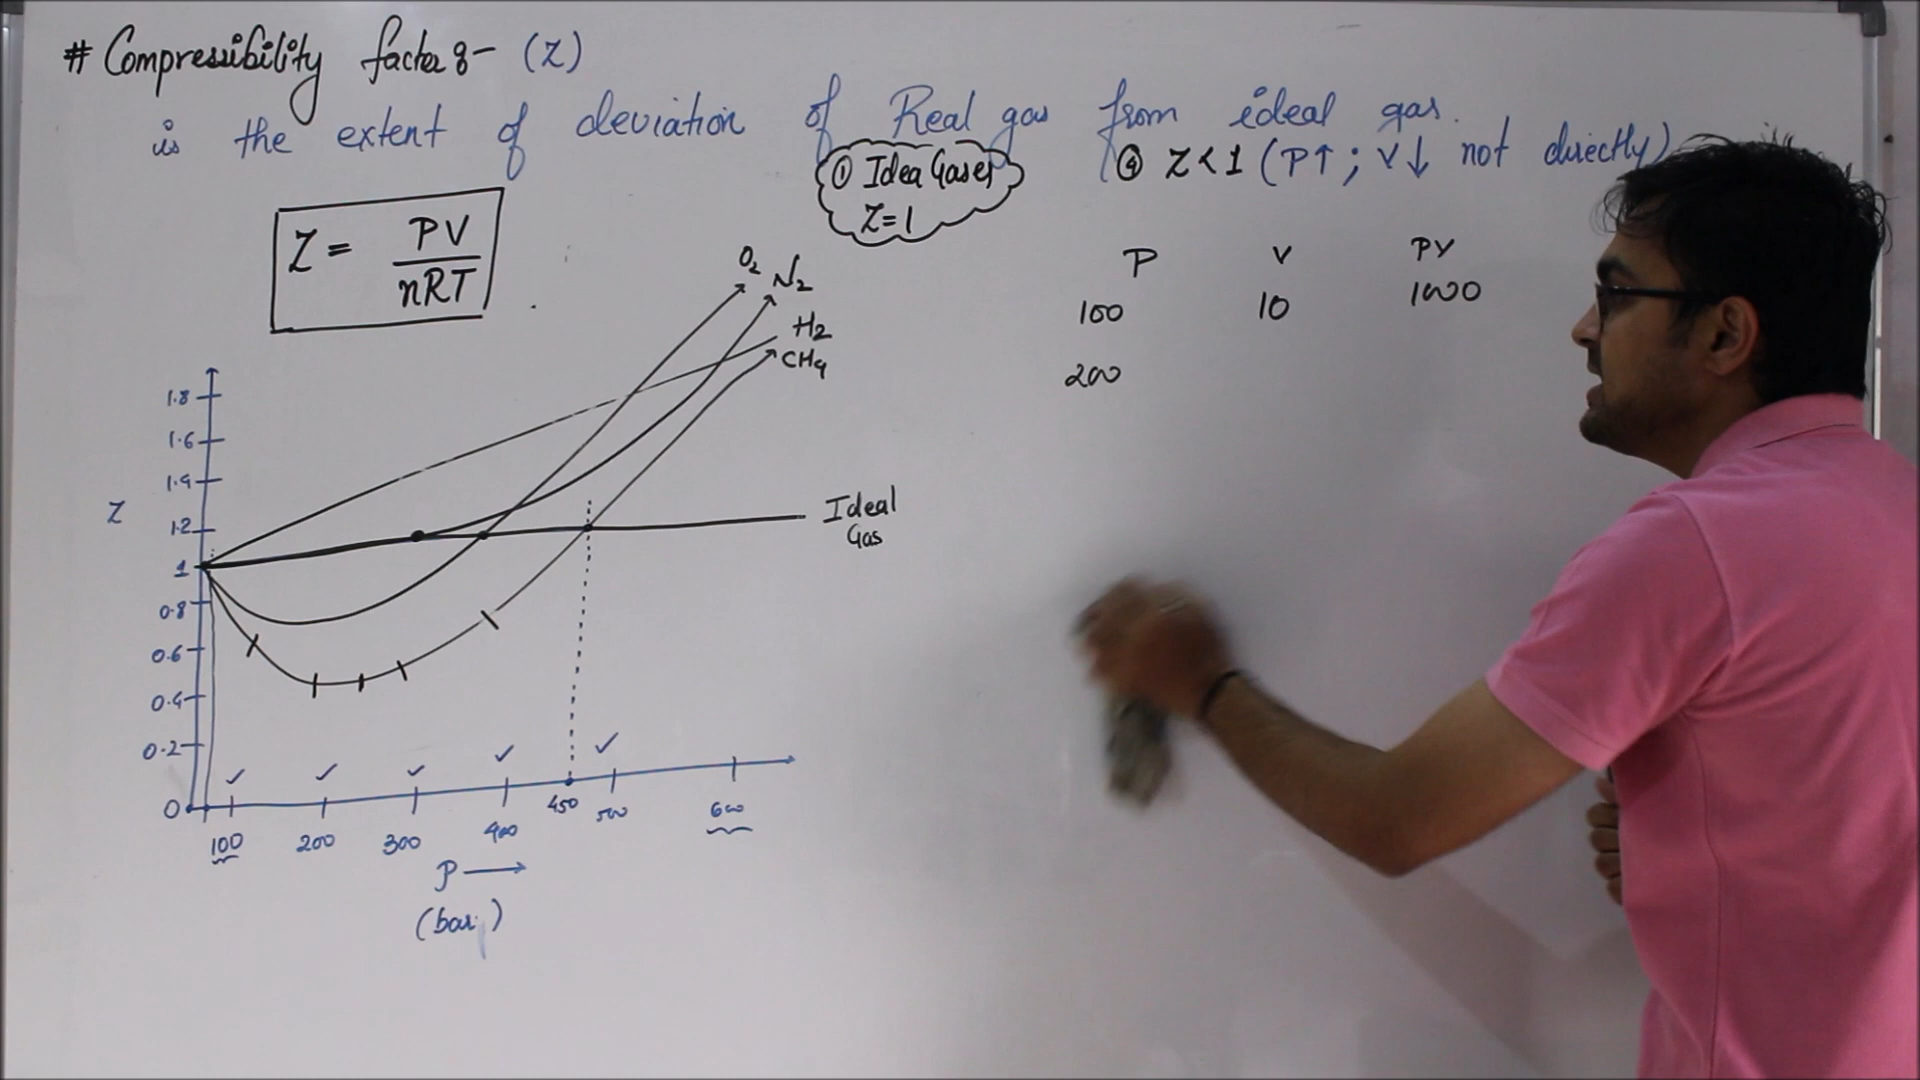 # Compressibility factor :- (Z)
is the extent of deviation of Real gas from ideal gas.
① Idea Gases
Z=1
④ Z<1 (P↑; V↓ not directly)
Z = PV/nRT
P V PV
100 10 1000
200
O2 N2
H2
CH4
1.8
1.6
1.4
1.2
1
0.8
0.6
0.4
0.2
0
Z
Ideal
Gas
100 200 300 400 450 500 600
P →
(bar)